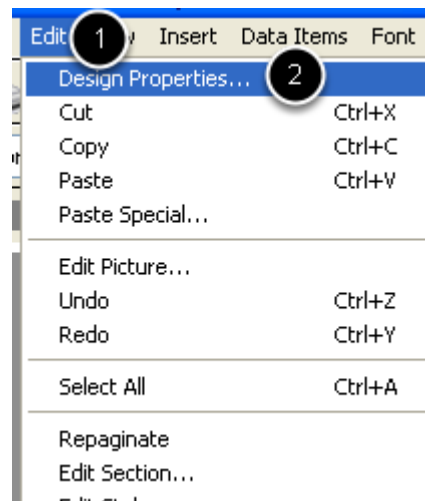 Edit 1 Insert Data Items Font
Design Properties... 2
Cut Ctrl+X
Copy Ctrl+C
Paste Ctrl+V
Paste Special...
Edit Picture...
Undo Ctrl+Z
Redo Ctrl+Y
Select All Ctrl+A
Repaginate
Edit Section...